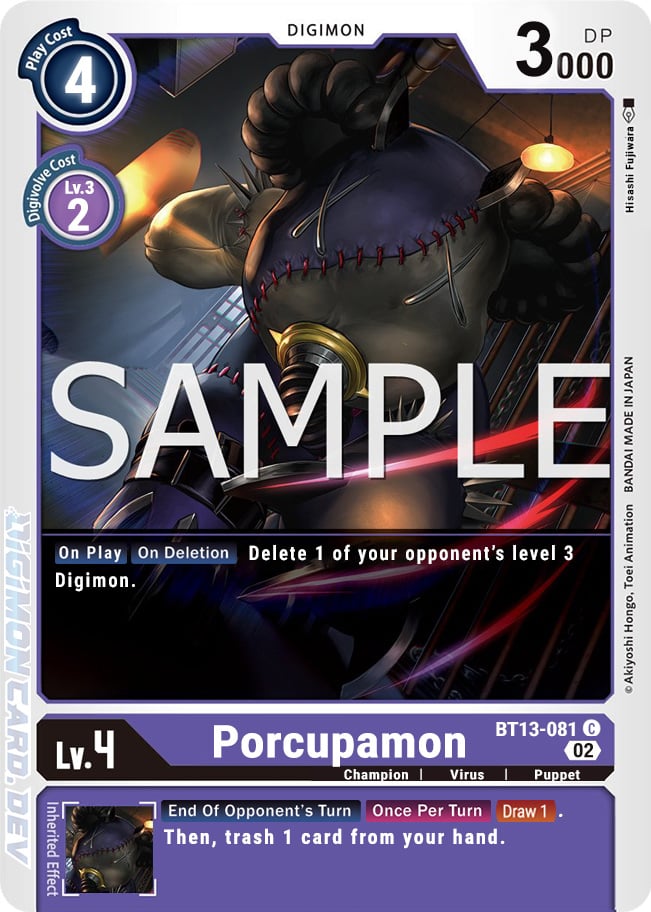 Play Cost
4
DIGIMON
3000
DP
Digivolve Cost
Lv.3
2
Hisashi Fujiwara
SAMPLE
On Play On Deletion Delete 1 of your opponent's level 3
Digimon.
© Akiyoshi Hongo, Toei Animation BANDAI MADE IN JAPAN
DIGIMONCARD.DEV
Lv.4
Porcupamon
BT13-081 C
02
Champion | Virus | Puppet
Inherited Effect
End Of Opponent's Turn Once Per Turn Draw 1 .
Then, trash 1 card from your hand.